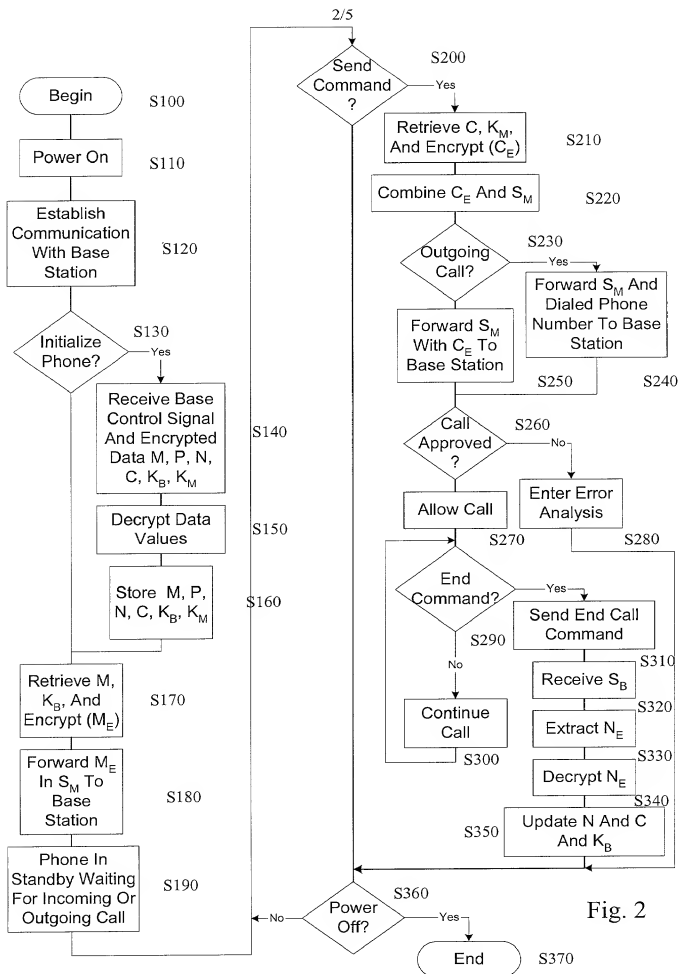 2/5
Begin
S100
Power On
S110
Establish
Communication
With Base
Station
S120
Initialize
Phone?
S130
Yes
Receive Base
Control Signal
And Encrypted
Data M, P, N,
C, K_B, K_M
S140
Decrypt Data
Values
S150
Store M, P,
N, C, K_B, K_M
S160
Retrieve M,
K_B, And
Encrypt (M_E)
S170
Forward M_E
In S_M To
Base
Station
S180
Phone In
Standby Waiting
For Incoming Or
Outgoing Call
S190
Send
Command
?
S200
Yes
Retrieve C, K_M,
And Encrypt (C_E)
S210
Combine C_E And S_M
S220
Outgoing
Call?
S230
Yes
Forward S_M And
Dialed Phone
Number To Base
Station
S240
Forward S_M
With C_E To
Base Station
S250
Call
Approved
?
S260
No
Enter Error
Analysis
S280
Allow Call
S270
End
Command?
S290
Yes
No
Continue
Call
S300
Send End Call
Command
S310
Receive S_B
S320
Extract N_E
S330
Decrypt N_E
S340
Update N And C
And K_B
S350
Power
Off?
S360
No
Yes
End
S370
Fig. 2